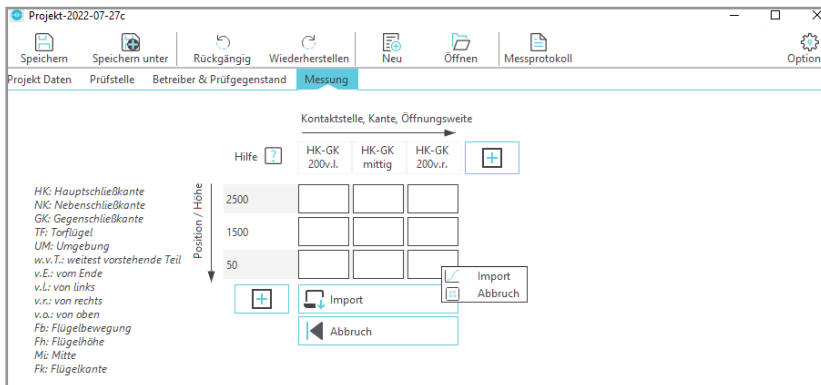 Projekt-2022-07-27c
Speichern Speichern unter Rückgängig Wiederherstellen Neu Öffnen Messprotokoll Option
Projekt Daten Prüfstelle Betreiber & Prüfgegenstand Messung
Kontaktstelle, Kante, Öffnungsweite
Hilfe ? HK-GK 200v.l. HK-GK mittig HK-GK 200v.r.
Position / Höhe
2500
1500
50
HK: Hauptschließkante
NK: Nebenschließkante
GK: Gegenschließkante
TF: Torflügel
UM: Umgebung
w.v.T.: weitest vorstehende Teil
v.E.: vom Ende
v.l.: von links
v.r.: von rechts
v.o.: von oben
Fb: Flügelbewegung
Fh: Flügelhöhe
Mi: Mitte
Fk: Flügelkante
Import
Abbruch
Import
Abbruch